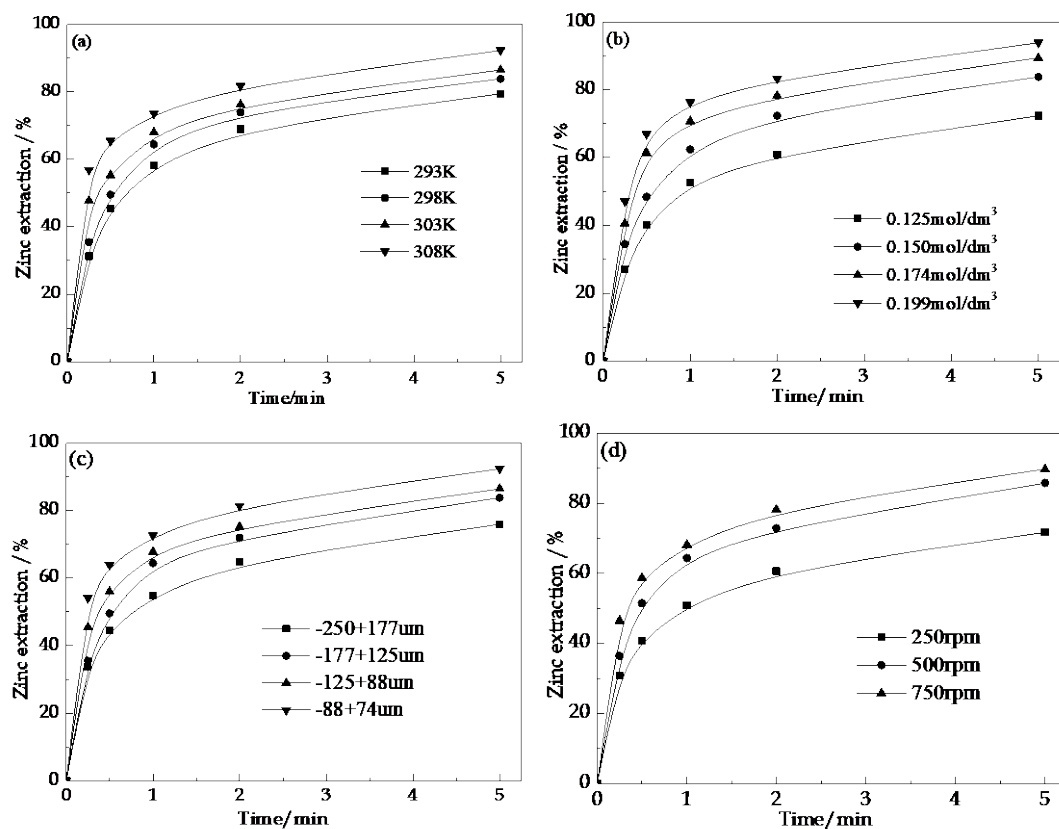 (a)
Zinc extraction / %
100
80
60
40
20
0
293K
298K
303K
308K
0 1 2 3 4 5
Time/min
(b)
Zinc extraction / %
100
80
60
40
20
0
0.125mol/dm³
0.150mol/dm³
0.174mol/dm³
0.199mol/dm³
0 1 2 3 4 5
Time/min
(c)
Zinc extraction / %
100
80
60
40
20
0
-250+177um
-177+125um
-125+88um
-88+74um
0 1 2 3 4 5
Time/min
(d)
Zinc extraction / %
100
80
60
40
20
0
250rpm
500rpm
750rpm
0 1 2 3 4 5
Time/min